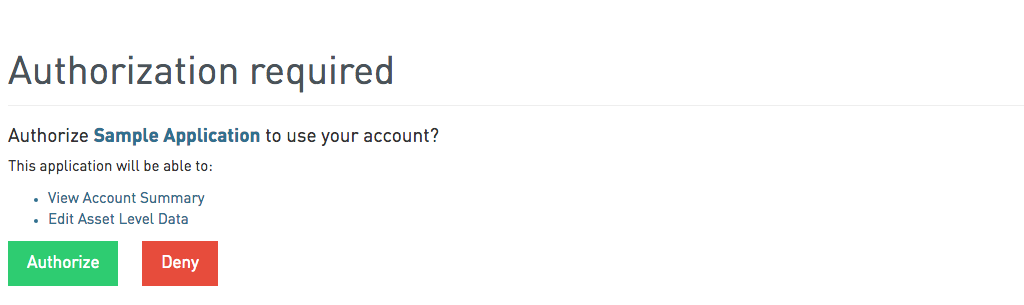 Authorization required
Authorize Sample Application to use your account?
This application will be able to:
• View Account Summary
• Edit Asset Level Data
Authorize Deny